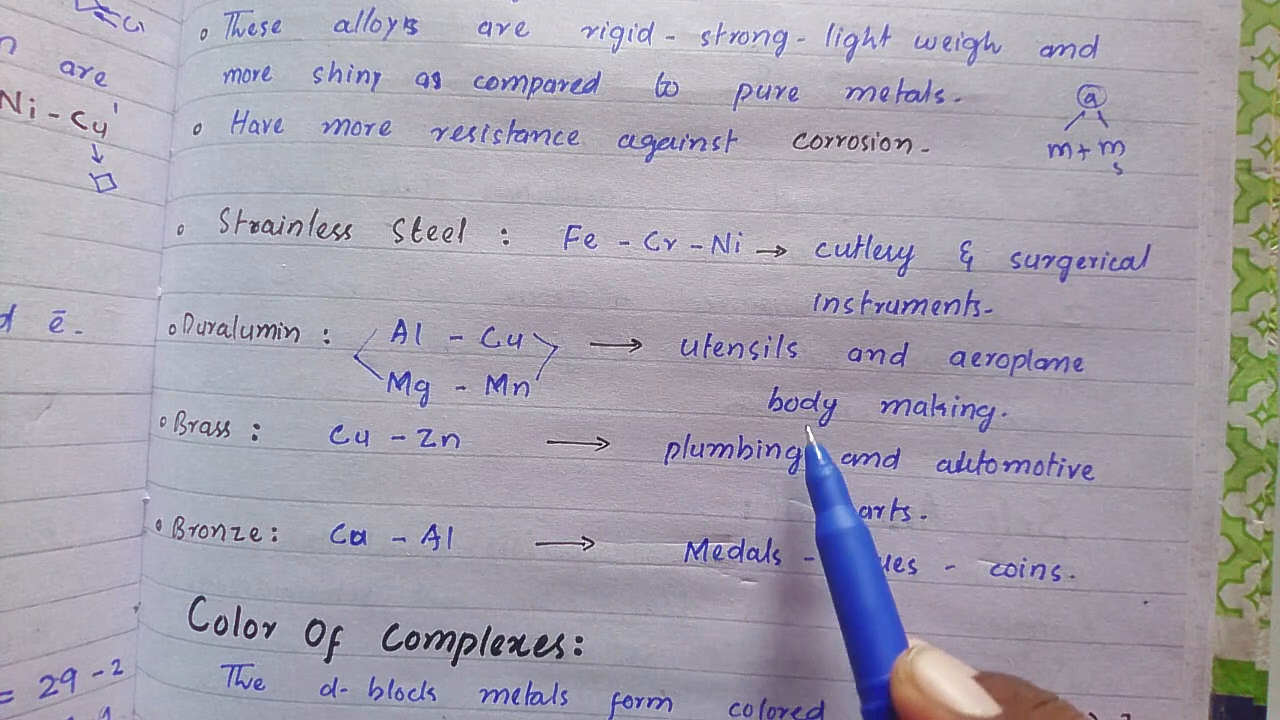 n are
Ni - Cu
d ē.
= 29 - 2
These alloys are rigid - strong - light weigh and
more shiny as compared to pure metals.
a
m + m
s
Have more resistance against corrosion.
Strainless Steel : Fe - Cr - Ni → cutlery & surgerical
instruments.
Duralumin : Al - Cu → utensils and aeroplane
Mg - Mn body making.
Brass : Cu - Zn → plumbing and automotive
arts.
Bronze : Cu - Al → Medals - ues - coins.
Color Of Complexes:
The d-block metals form colored